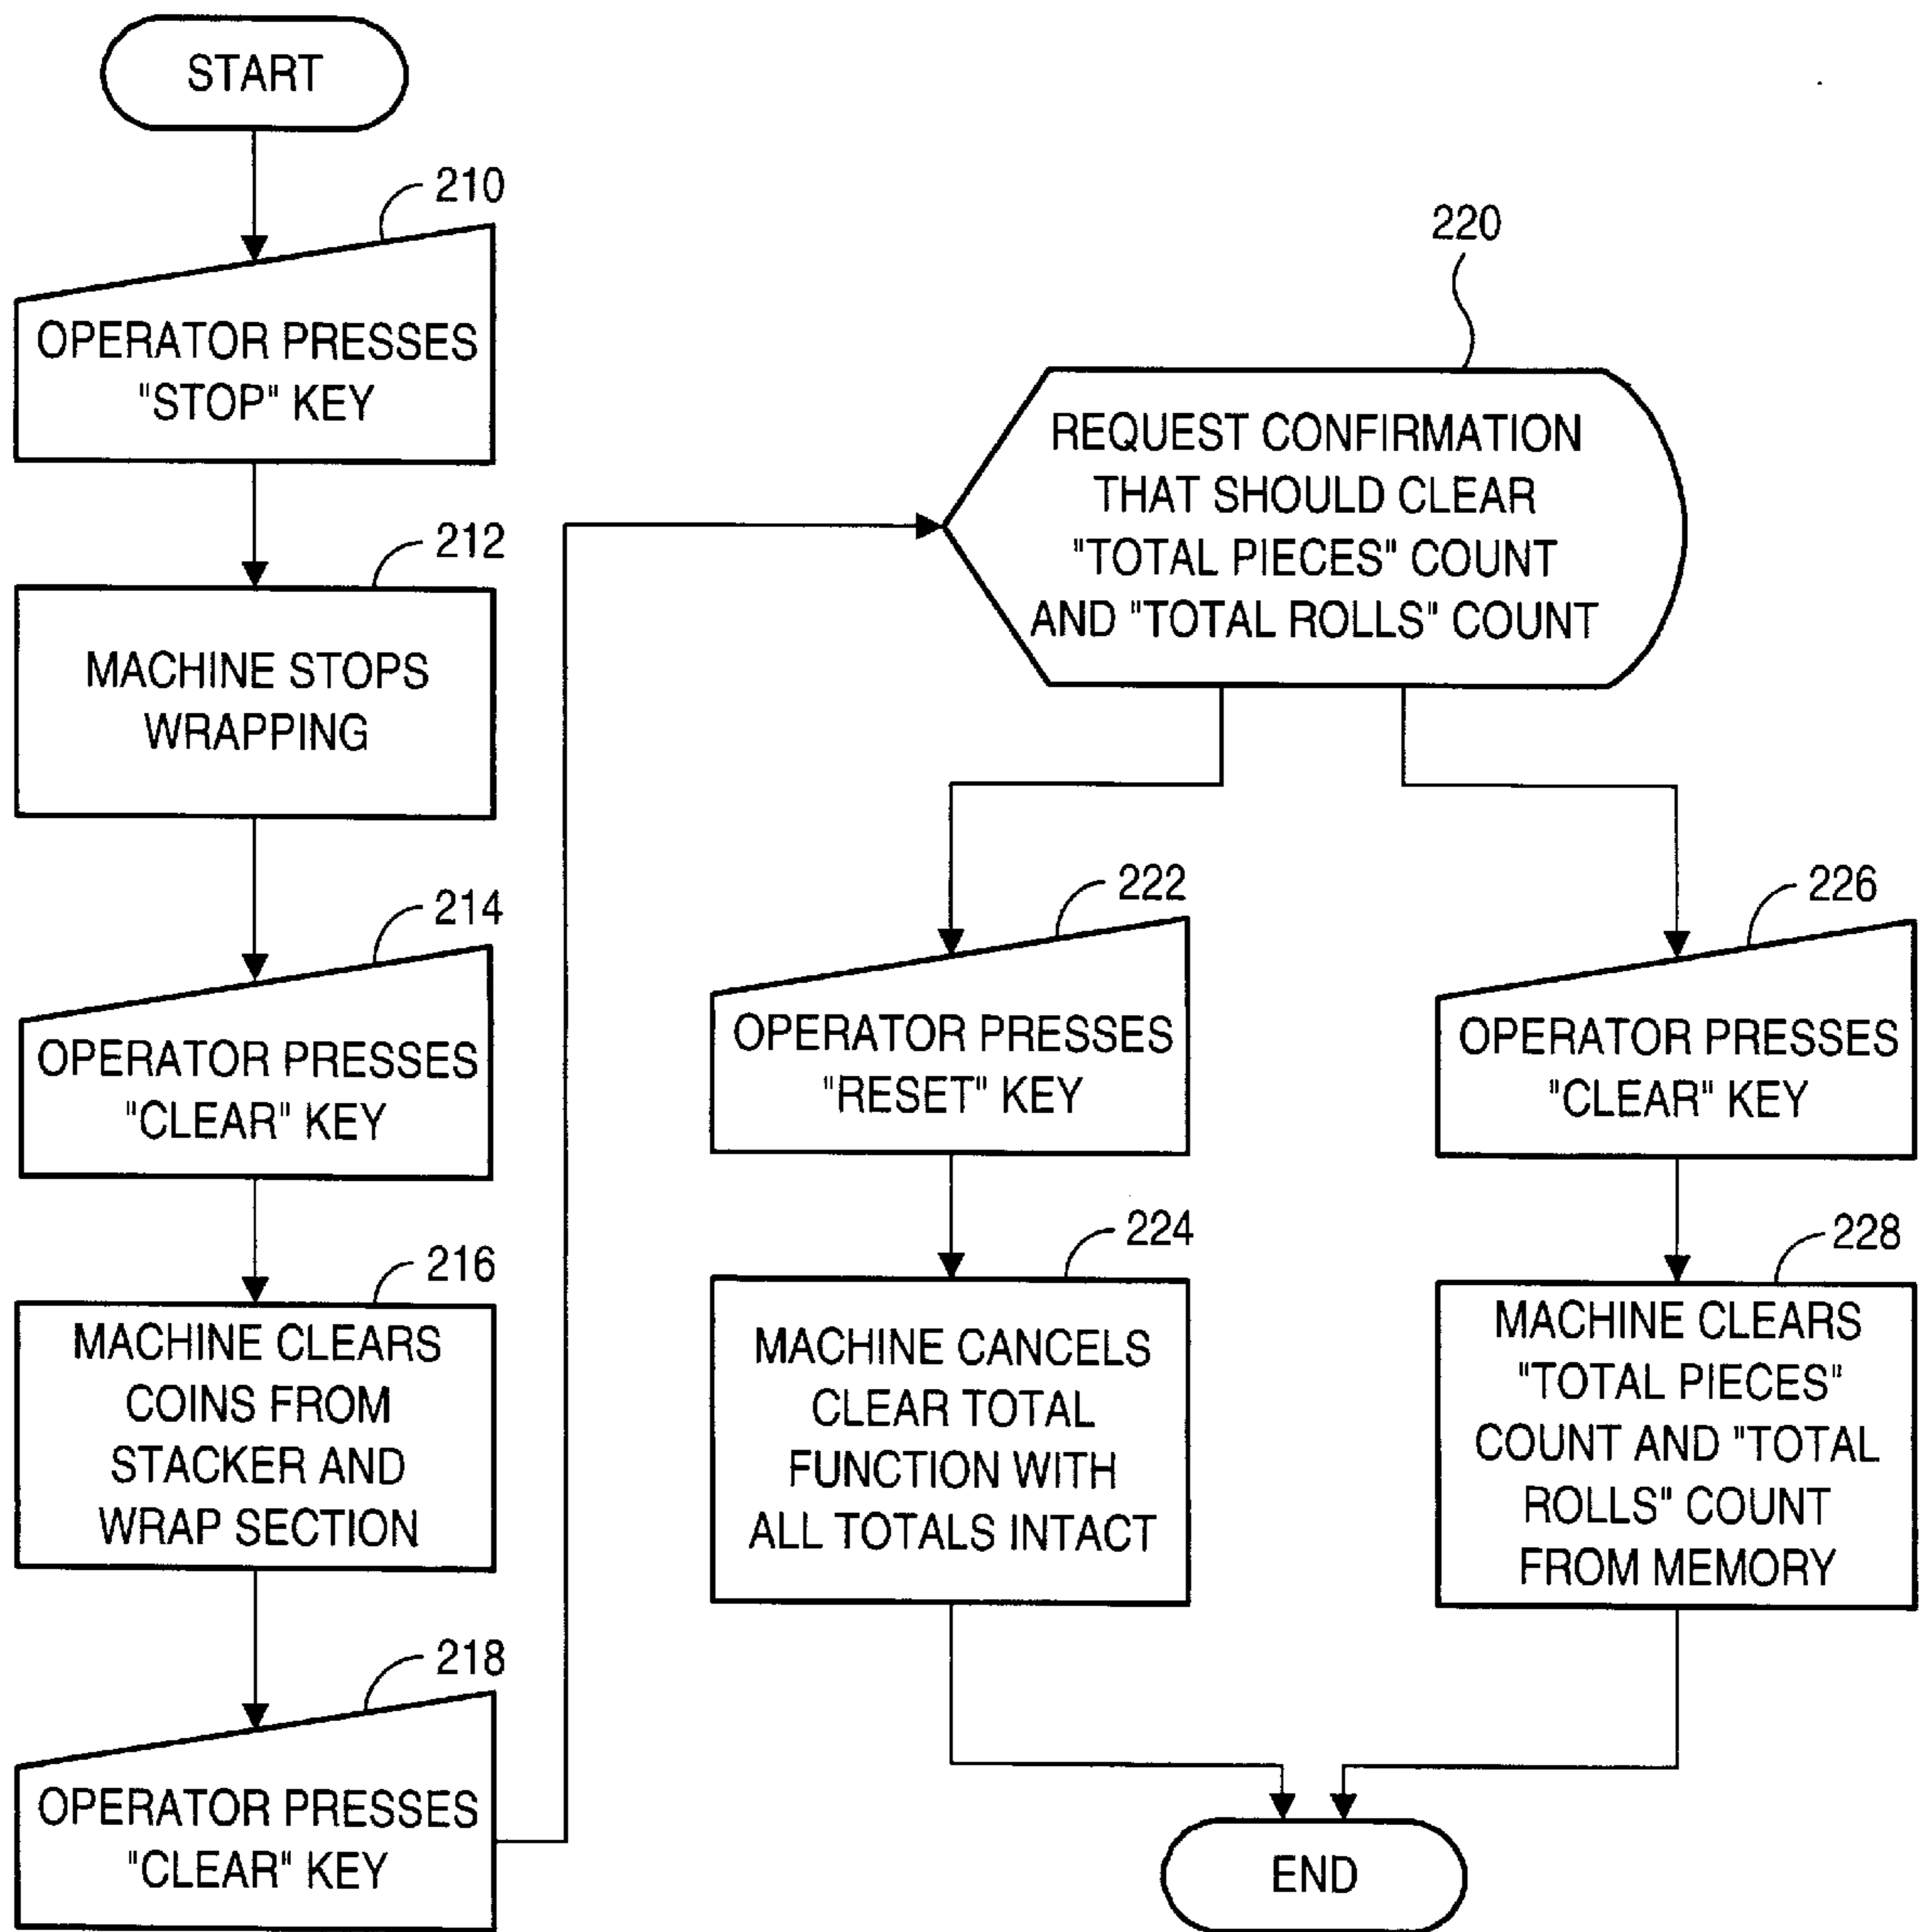 START
210
OPERATOR PRESSES
"STOP" KEY
212
MACHINE STOPS
WRAPPING
214
OPERATOR PRESSES
"CLEAR" KEY
216
MACHINE CLEARS
COINS FROM
STACKER AND
WRAP SECTION
218
OPERATOR PRESSES
"CLEAR" KEY
220
REQUEST CONFIRMATION
THAT SHOULD CLEAR
"TOTAL PIECES" COUNT
AND "TOTAL ROLLS" COUNT
222
OPERATOR PRESSES
"RESET" KEY
224
MACHINE CANCELS
CLEAR TOTAL
FUNCTION WITH
ALL TOTALS INTACT
226
OPERATOR PRESSES
"CLEAR" KEY
228
MACHINE CLEARS
"TOTAL PIECES"
COUNT AND "TOTAL
ROLLS" COUNT
FROM MEMORY
END